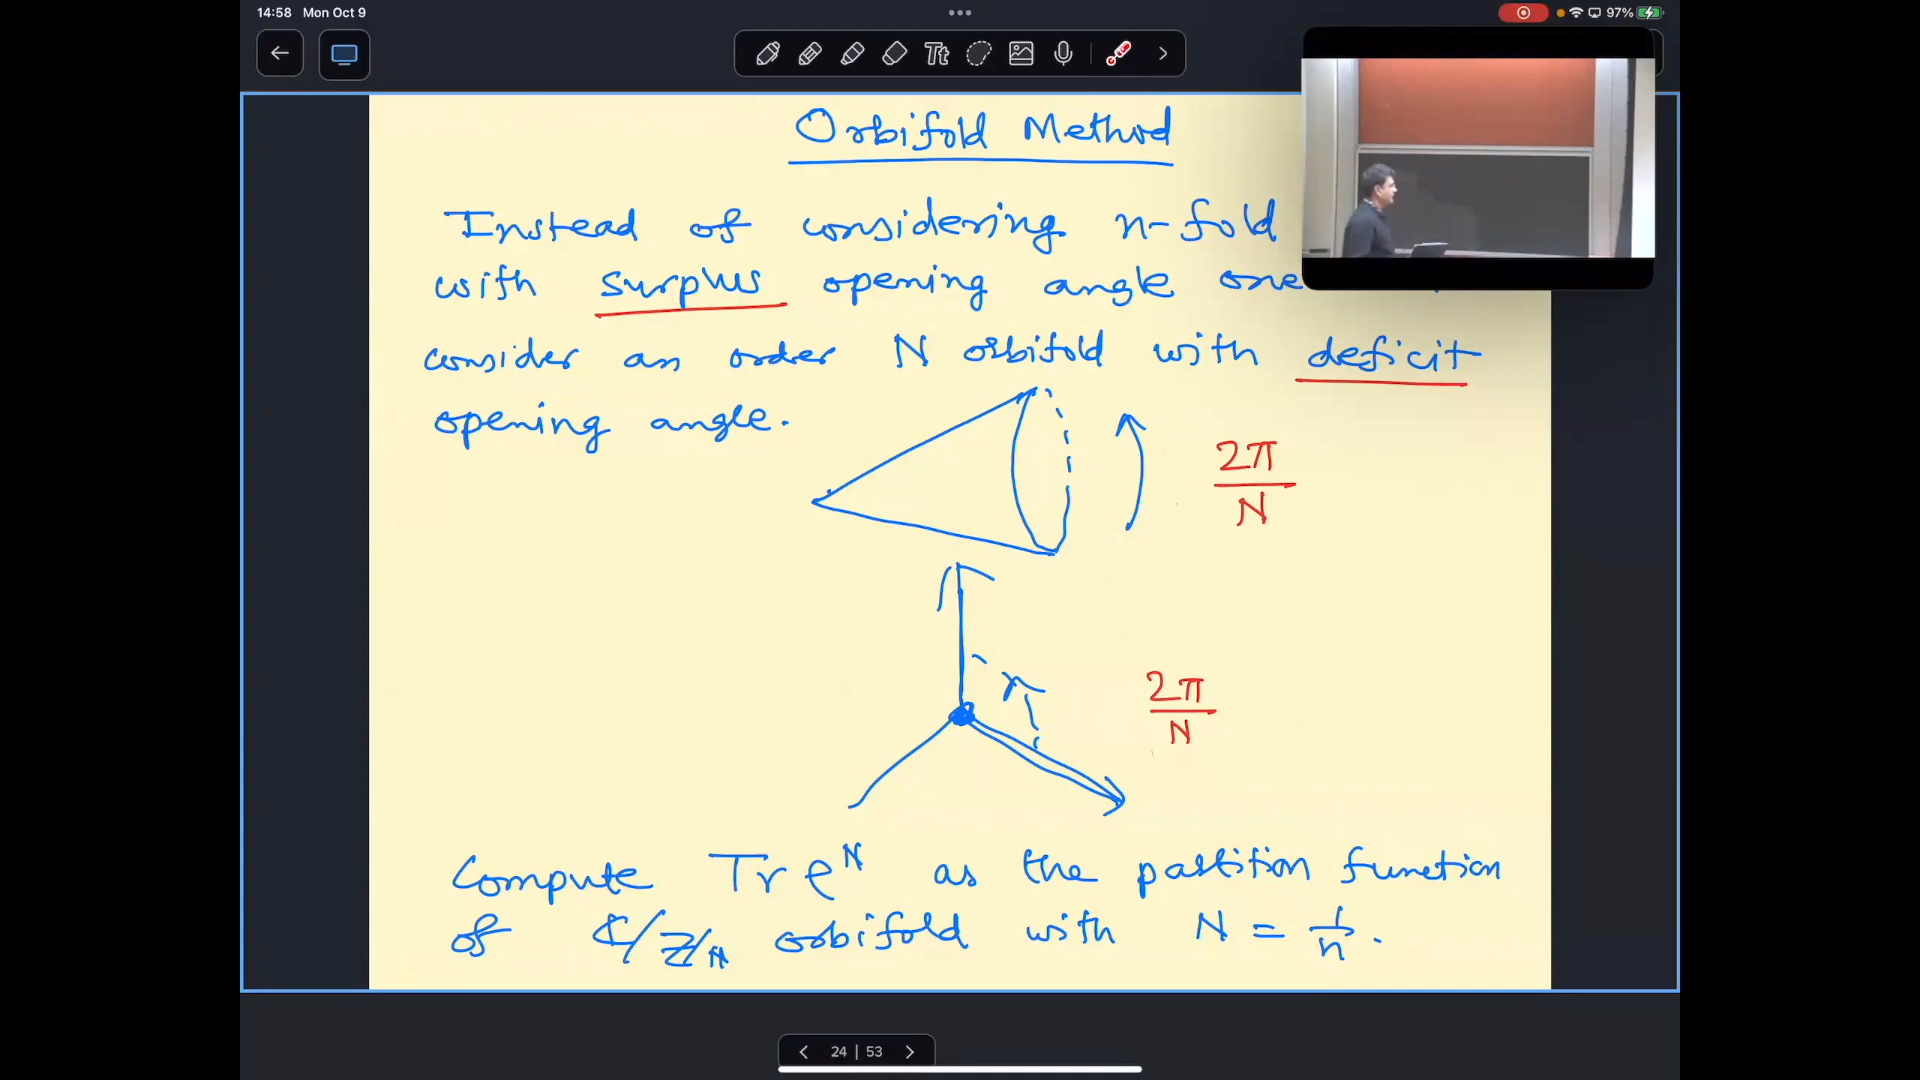 14:58 Mon Oct 9
97%
Tt
Orbifold Method
Instead of considering n-fold
with surplus opening angle one
consider an order N orbifold with deficit
opening angle.
2π/N
2π/N
Compute Tr ρ^N as the partition function
of ℂ/Z/N orbifold with N = 1/n.
24 | 53